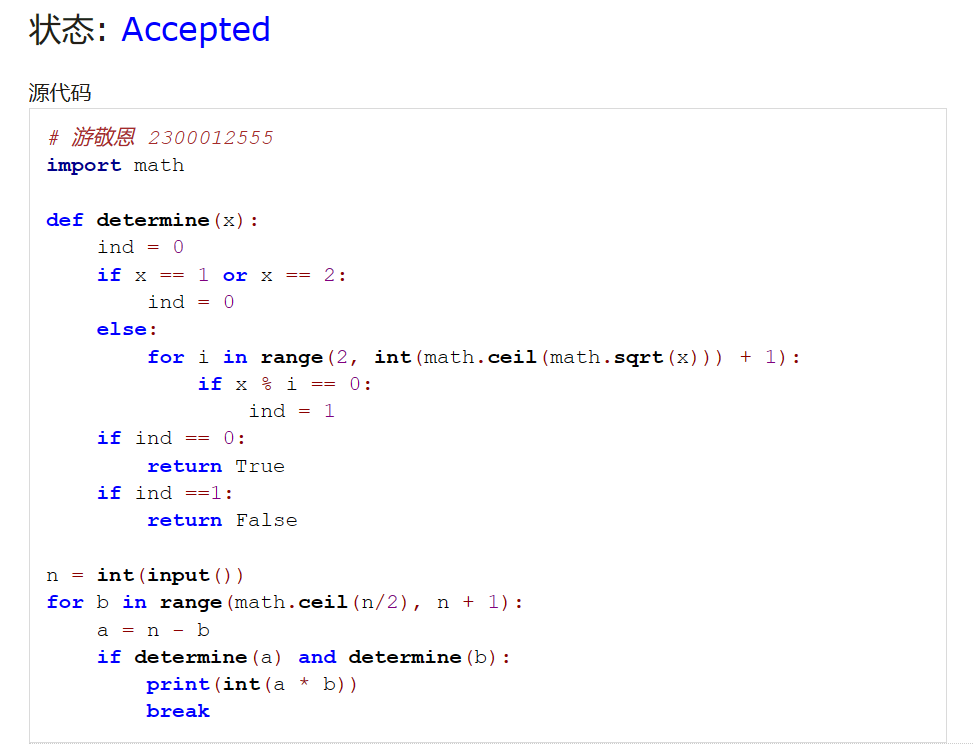 状态: Accepted
源代码
# 游敬恩 2300012555
import math

def determine(x):
    ind = 0
    if x == 1 or x == 2:
        ind = 0
    else:
        for i in range(2, int(math.ceil(math.sqrt(x))) + 1):
            if x % i == 0:
                ind = 1
    if ind == 0:
        return True
    if ind ==1:
        return False

n = int(input())
for b in range(math.ceil(n/2), n + 1):
    a = n - b
    if determine(a) and determine(b):
        print(int(a * b))
        break